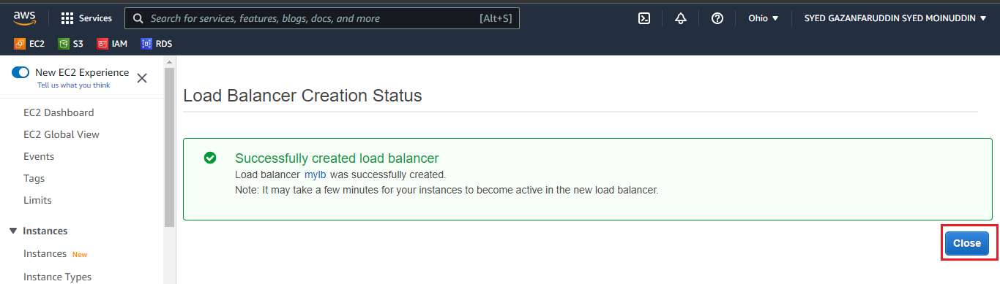 aws
Services
Search for services, features, blogs, docs, and more [Alt+S]
Ohio
SYED GAZANFARUDDIN SYED MOINUDDIN
EC2 S3 IAM RDS
New EC2 Experience
Tell us what you think
EC2 Dashboard
EC2 Global View
Events
Tags
Limits
Instances
Instances New
Instance Types
Load Balancer Creation Status
Successfully created load balancer
Load balancer mylb was successfully created.
Note: It may take a few minutes for your instances to become active in the new load balancer.
Close